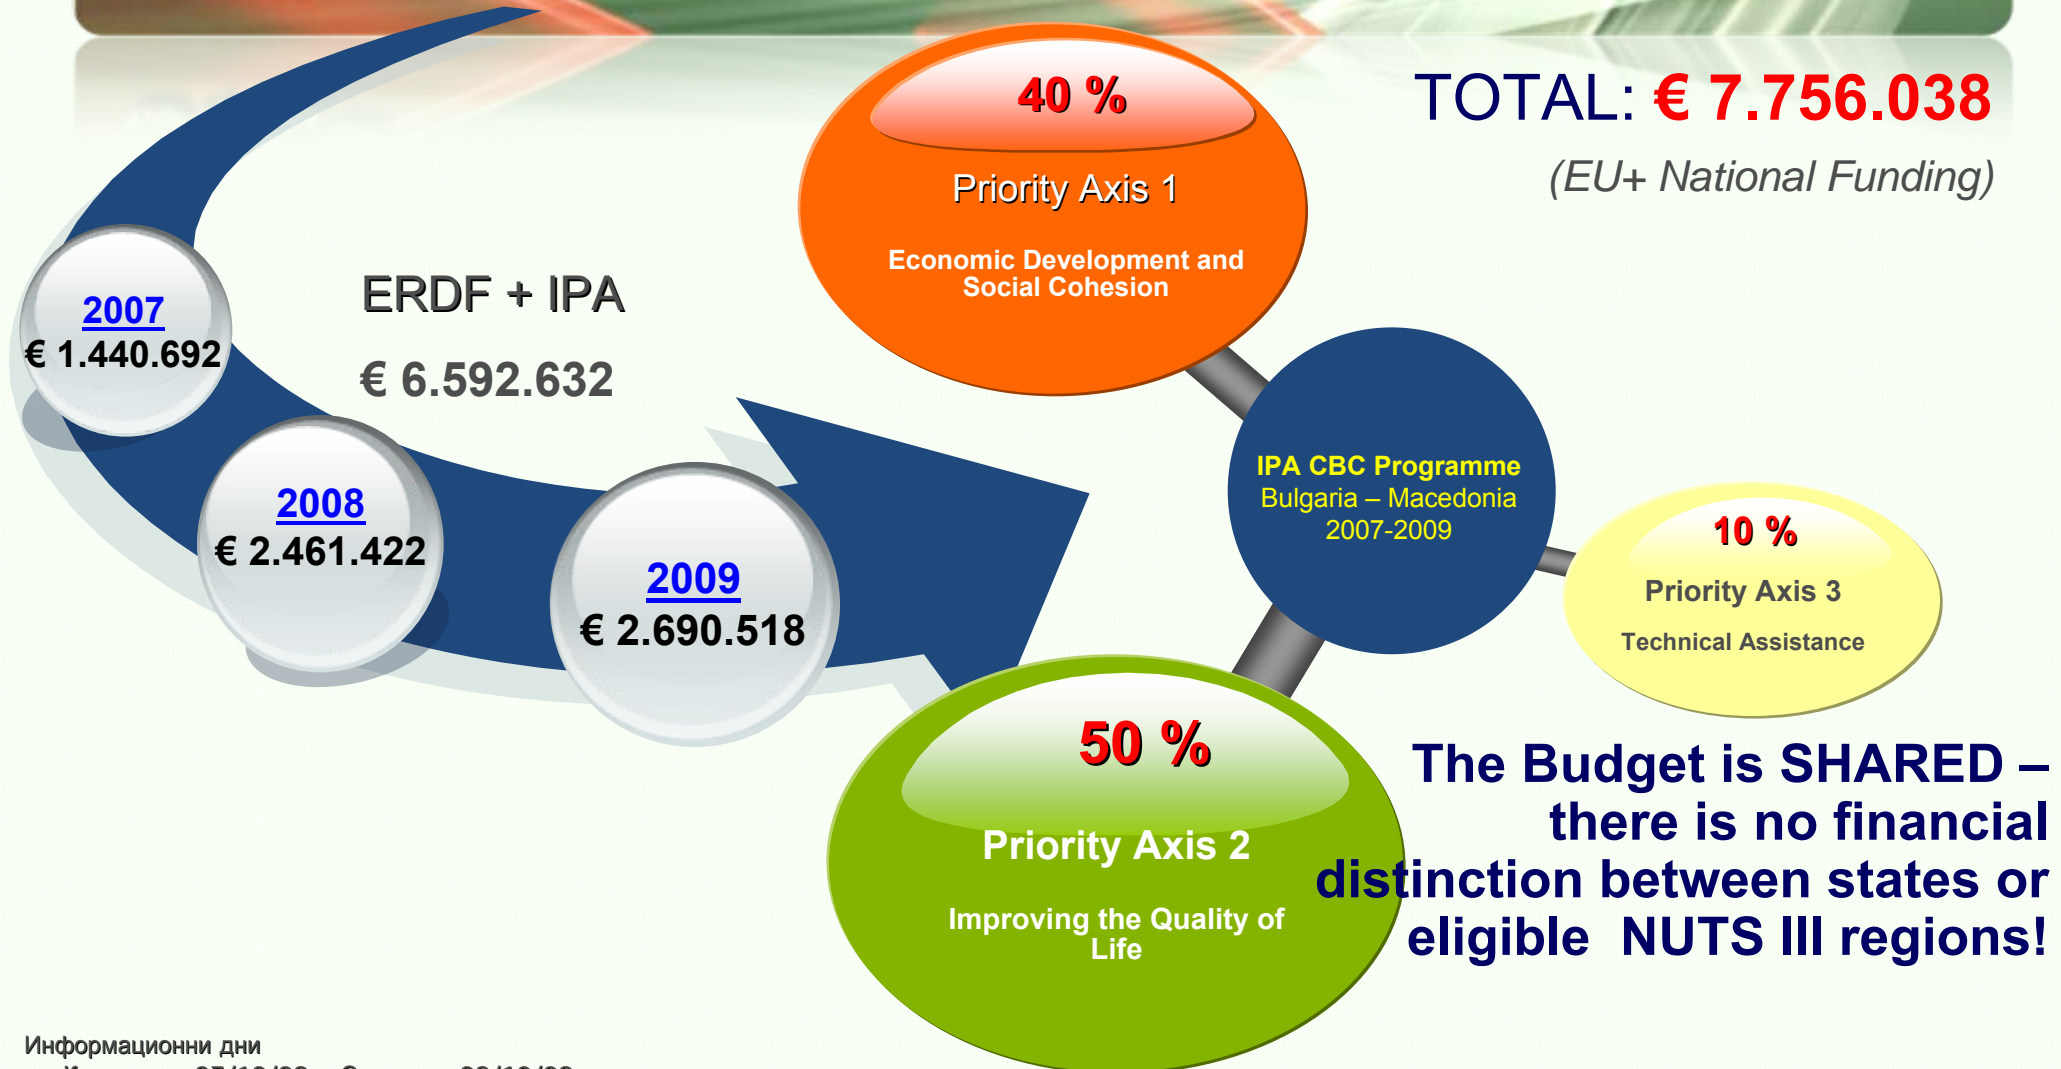 TOTAL: € 7.756.038
(EU+ National Funding)
40 %
Priority Axis 1
Economic Development and
Social Cohesion
ERDF + IPA
€ 6.592.632
2007
€ 1.440.692
2008
€ 2.461.422
2009
€ 2.690.518
IPA CBC Programme
Bulgaria – Macedonia
2007-2009
10 %
Priority Axis 3
Technical Assistance
50 %
Priority Axis 2
Improving the Quality of
Life
The Budget is SHARED –
there is no financial
distinction between states or
eligible NUTS III regions!
Информационни дни